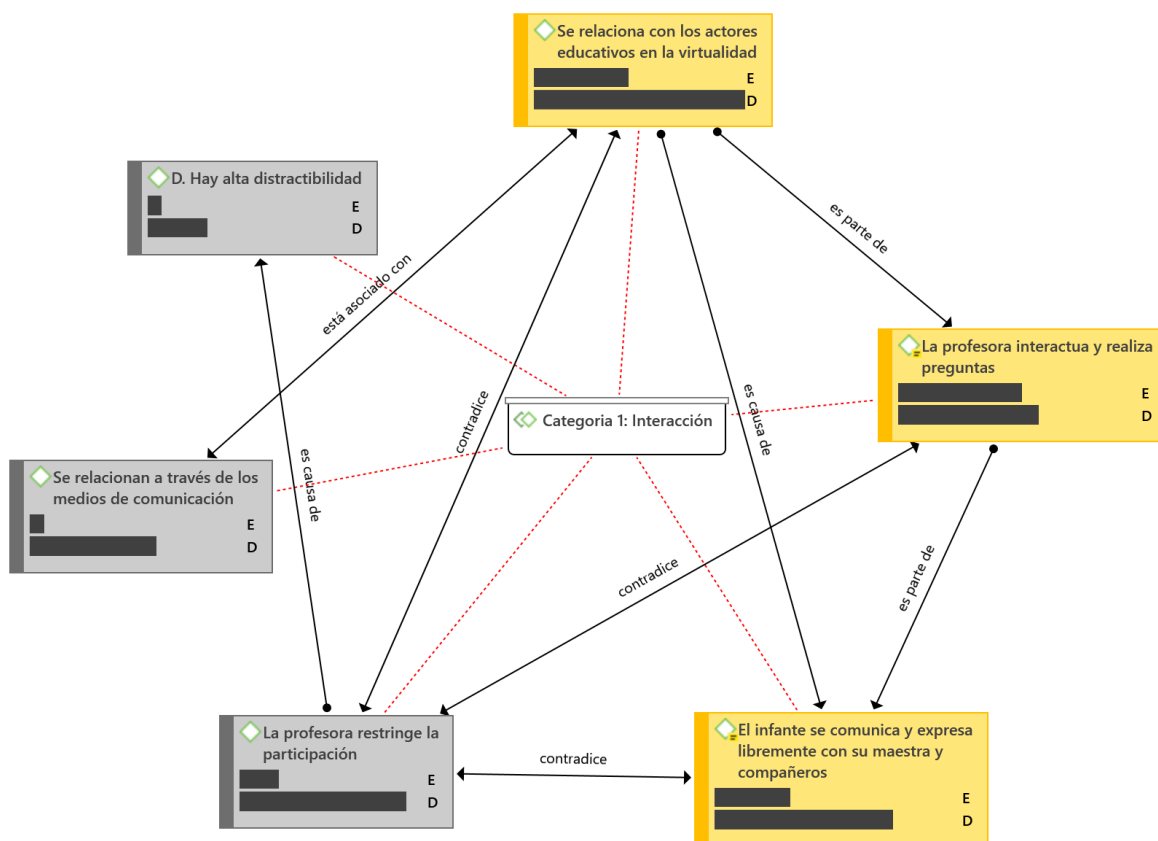 Se relaciona con los actores
educativos en la virtualidad
E
D
D. Hay alta distractibilidad
E
D
es parte de
está asociado con
La profesora interactua y realiza
preguntas
E
D
contradice
es causa de
Categoria 1: Interacción
Se relacionan a través de los
medios de comunicación
E
D
es causa de
contradice
es parte de
La profesora restringe la
participación
E
D
contradice
El infante se comunica y expresa
libremente con su maestra y
compañeros
E
D